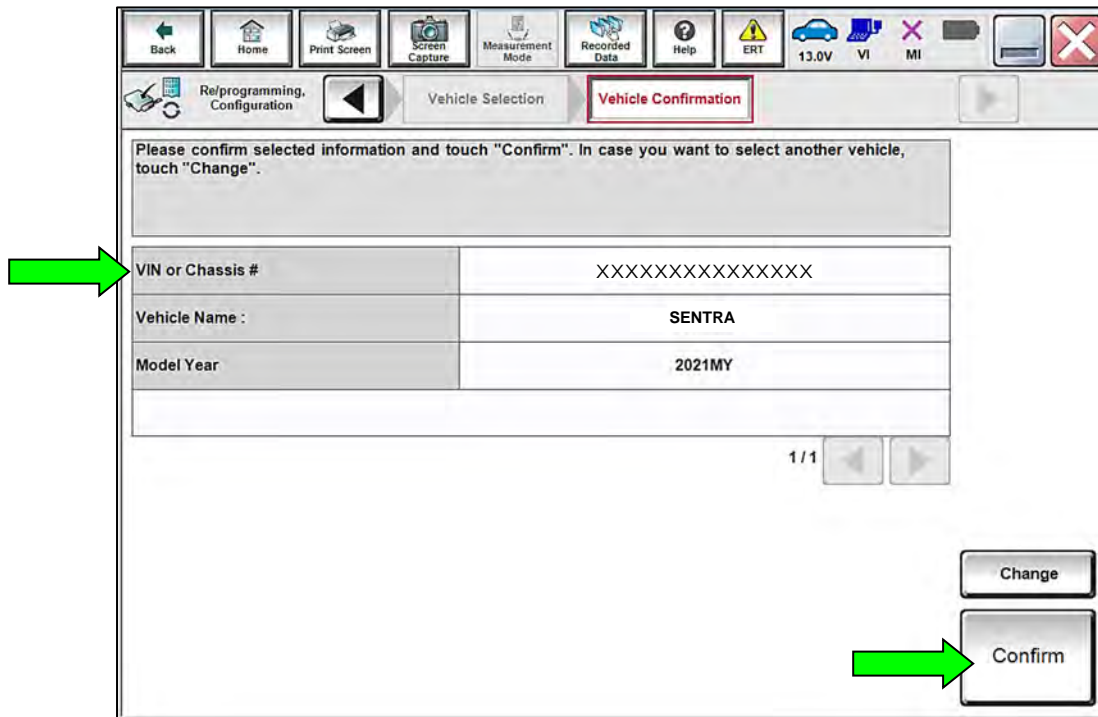 Back
Home
Print Screen
Screen Capture
Measurement Mode
Recorded Data
Help
ERT
13.0V
VI
MI
Re/programming, Configuration
Vehicle Selection
Vehicle Confirmation
Please confirm selected information and touch "Confirm". In case you want to select another vehicle,
touch "Change".
VIN or Chassis # XXXXXXXXXXXXXXX
Vehicle Name : SENTRA
Model Year 2021MY
1/1
Change
Confirm